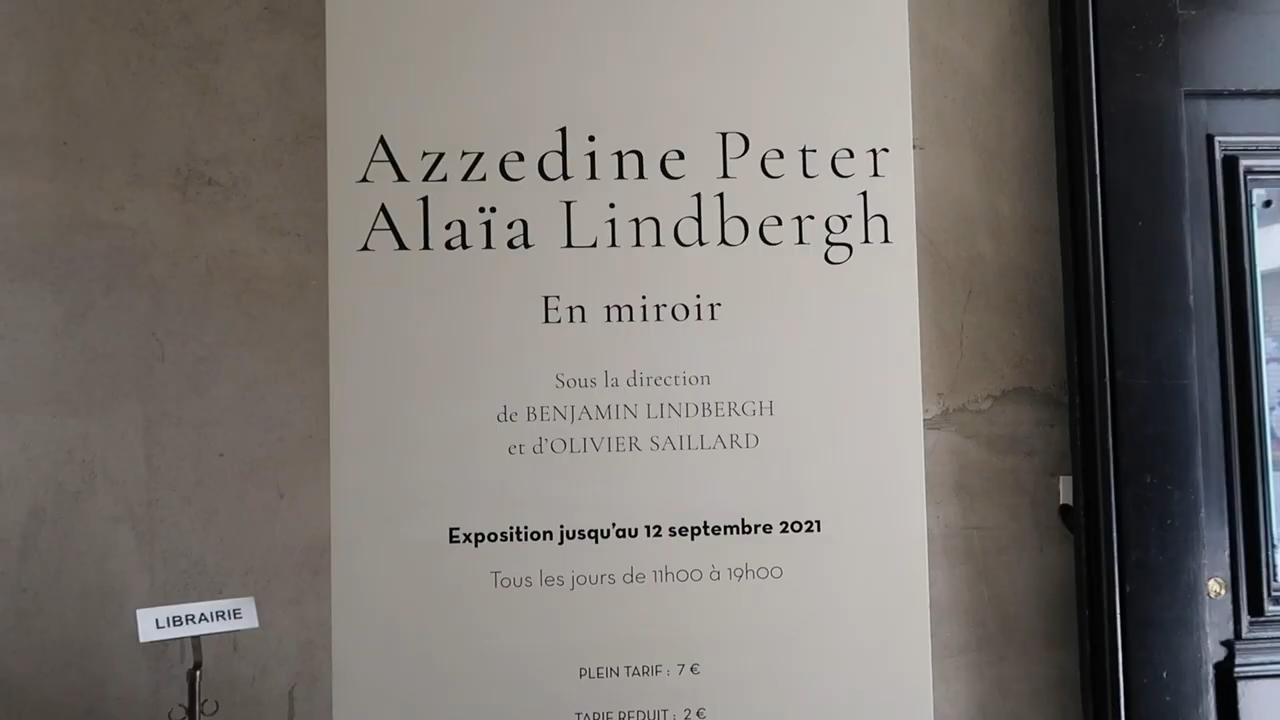 Azzedine Peter
Alaïa Lindbergh
En miroir
Sous la direction
de BENJAMIN LINDBERGH
et d'OLIVIER SAILLARD
Exposition jusqu'au 12 septembre 2021
Tous les jours de 11h00 à 19h00
LIBRAIRIE
PLEIN TARIF : 7 €
TARIF REDUIT : 2 €